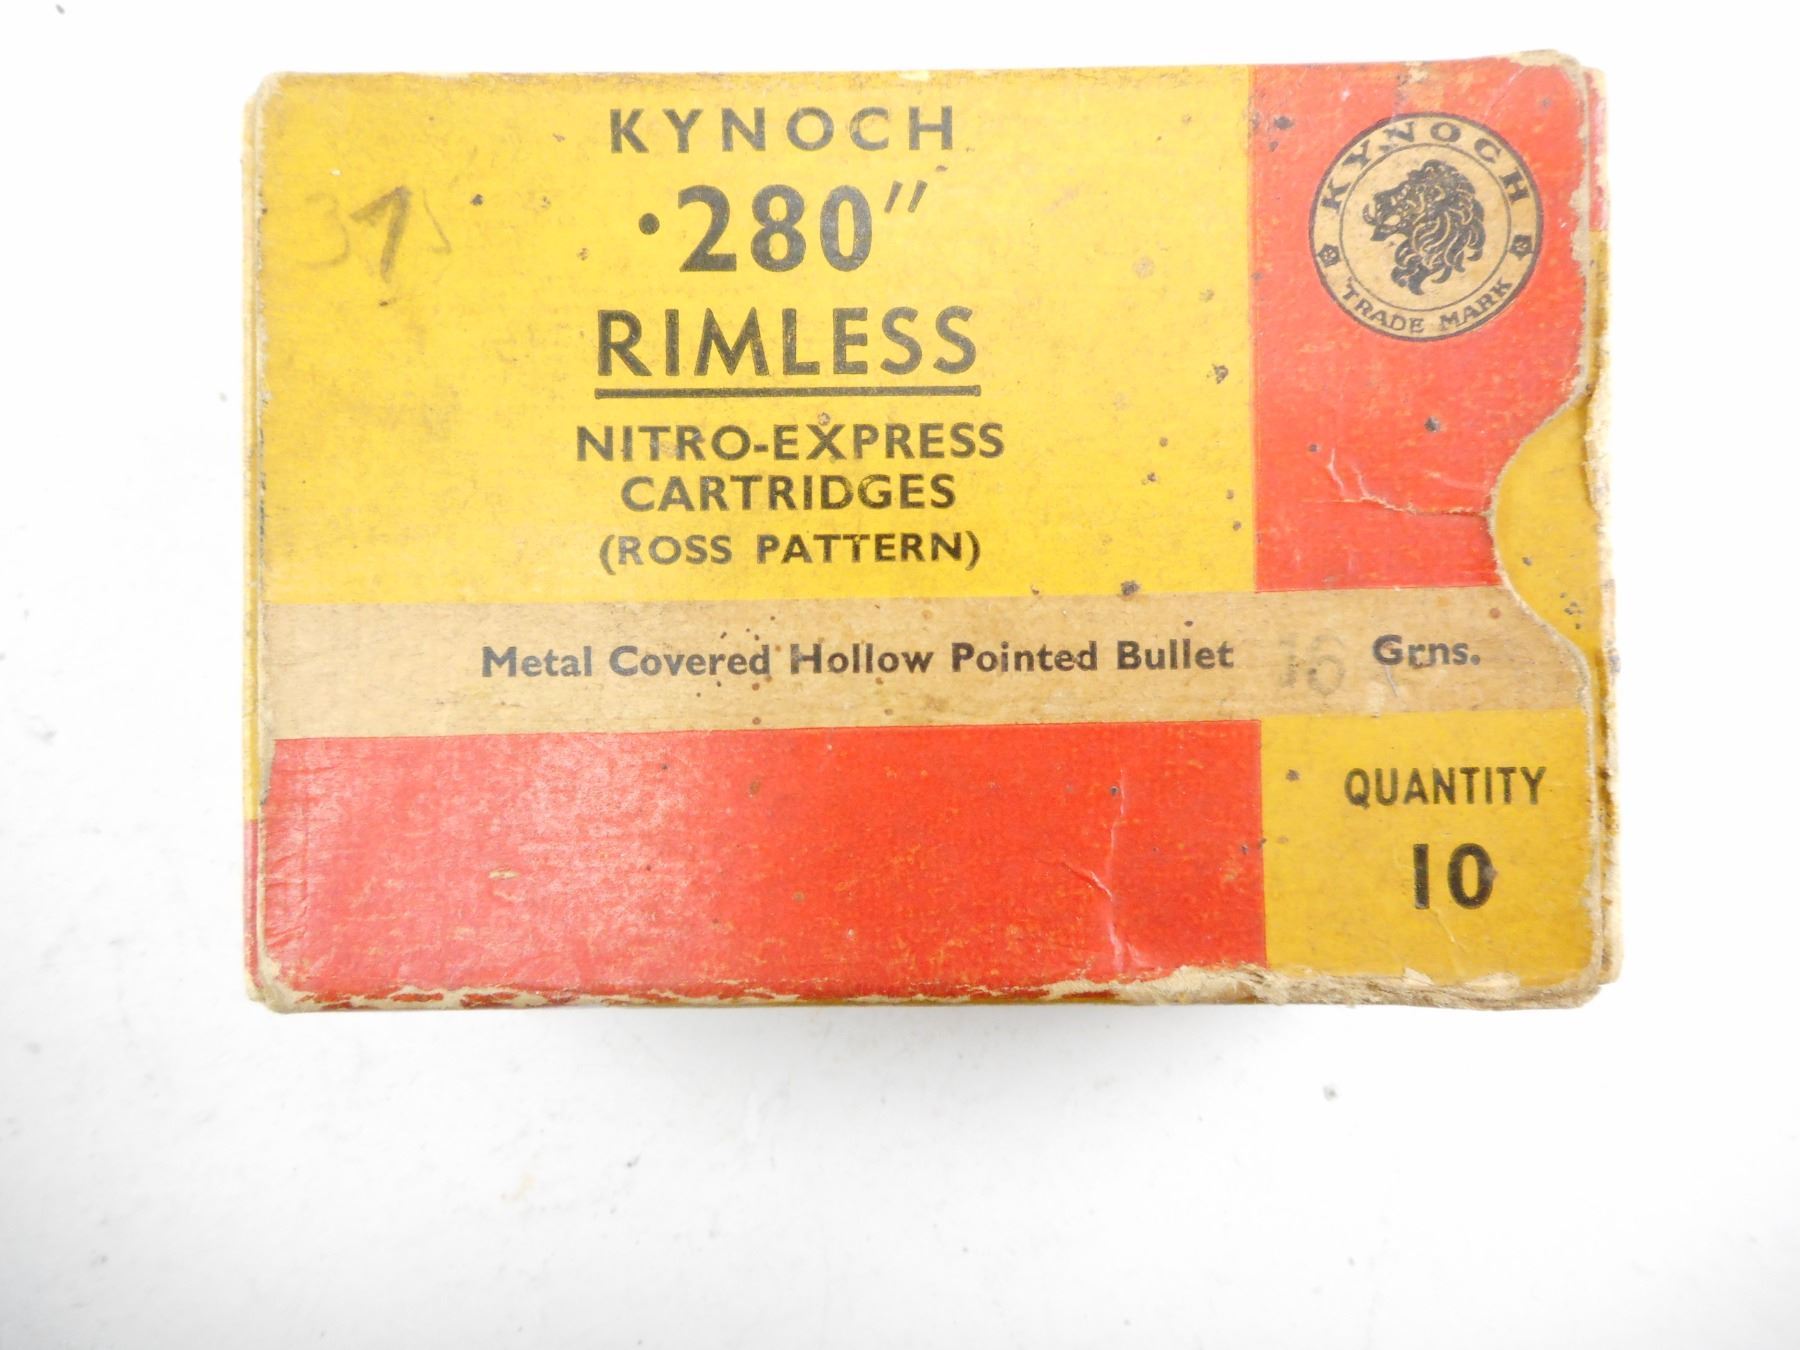 KYNOCH
.280"
RIMLESS
NITRO-EXPRESS
CARTRIDGES
(ROSS PATTERN)
KYNOCH
TRADE MARK
Metal Covered Hollow Pointed Bullet Grns.
QUANTITY
10